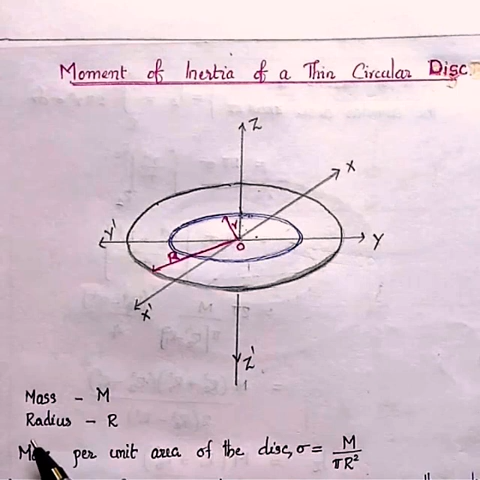 Moment of Inertia of a Thin Circular Disc
Z
X
Y'
r
O
Y
R
X'
Z'
Mass - M
Radius - R
per unit area of the disc, σ = M/πR²